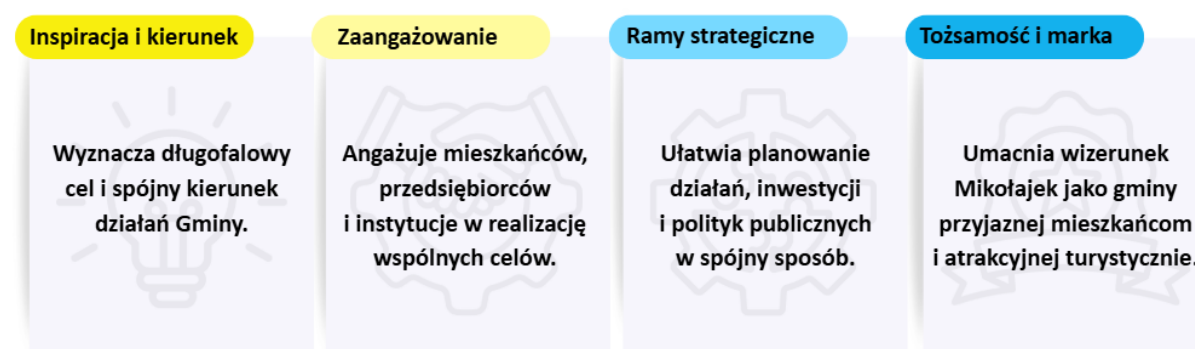 Inspiracja i kierunek
Wyznacza długofalowy
cel i spójny kierunek
działań Gminy.
Zaangażowanie
Angażuje mieszkańców,
przedsiębiorców
i instytucje w realizację
wspólnych celów.
Ramy strategiczne
Ułatwia planowanie
działań, inwestycji
i polityk publicznych
w spójny sposób.
Tożsamość i marka
Umacnia wizerunek
Mikołajek jako gminy
przyjaznej mieszkańcom
i atrakcyjnej turystycznie.